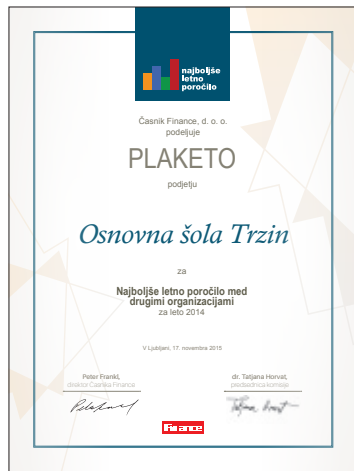 najboljše
letno
poročilo
Časnik Finance, d. o. o.
podeljuje
PLAKETO
podjetju
Osnovna šola Trzin
za
Najboljše letno poročilo med
drugimi organizacijami
za leto 2014
V Ljubljani, 17. novembra 2015
Peter Frankl,
direktor Časnika Finance
dr. Tatjana Horvat,
predsednica komisije
Finance